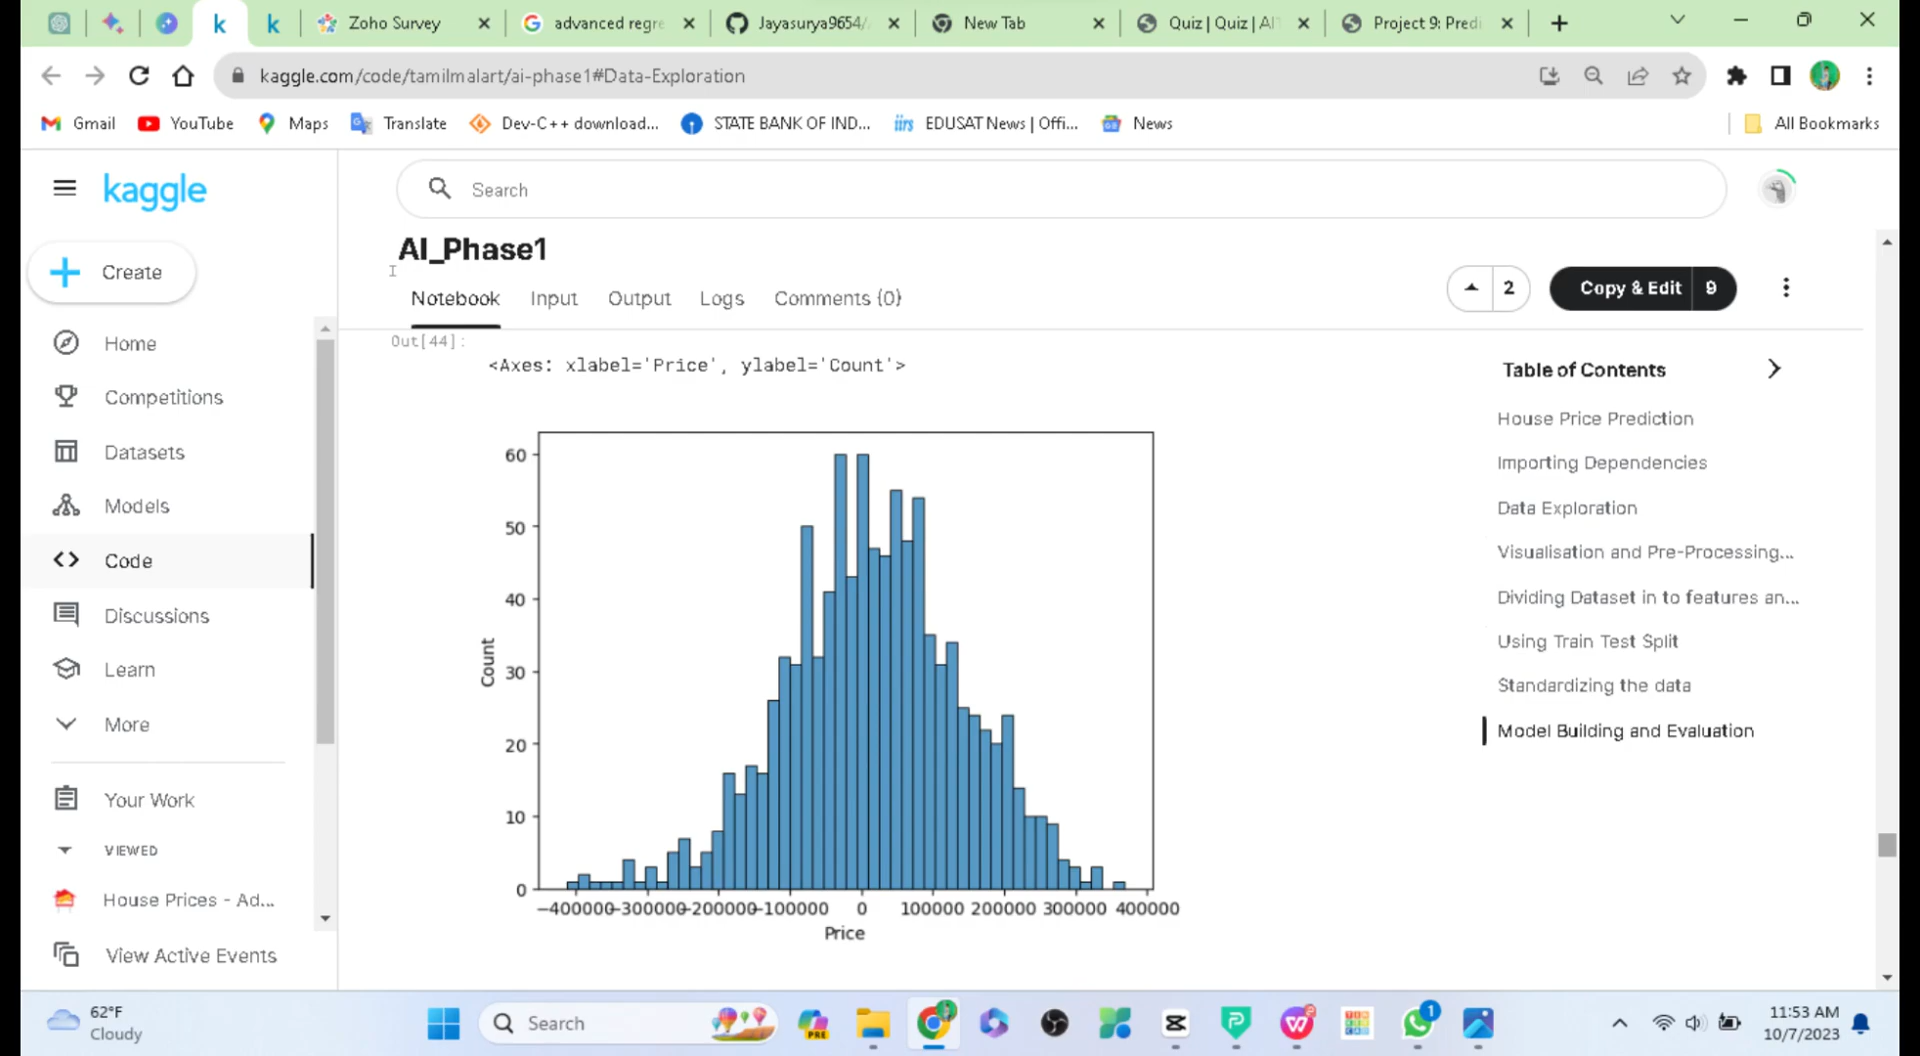 Zoho Survey
advanced regre
Jayasurya9654/
New Tab
Quiz | Quiz | AI
Project 9: Predi
kaggle.com/code/tamilmalart/ai-phase1#Data-Exploration
Gmail
YouTube
Maps
Translate
Dev-C++ download...
STATE BANK OF IND...
EDUSAT News | Offi...
News
All Bookmarks
kaggle
Search
Create
Home
Competitions
Datasets
Models
Code
Discussions
Learn
More
Your Work
VIEWED
House Prices - Ad...
View Active Events
AI_Phase1
Notebook Input Output Logs Comments (0)
2
Copy & Edit 9
Out[44]:
<Axes: xlabel='Price', ylabel='Count'>
60
50
40
30
20
10
0
Count
−400000 −300000 −200000 −100000 0 100000 200000 300000 400000
Price
Table of Contents
House Price Prediction
Importing Dependencies
Data Exploration
Visualisation and Pre-Processing...
Dividing Dataset in to features an...
Using Train Test Split
Standardizing the data
Model Building and Evaluation
62°F
Cloudy
Search
PRE
1
11:53 AM
10/7/2023